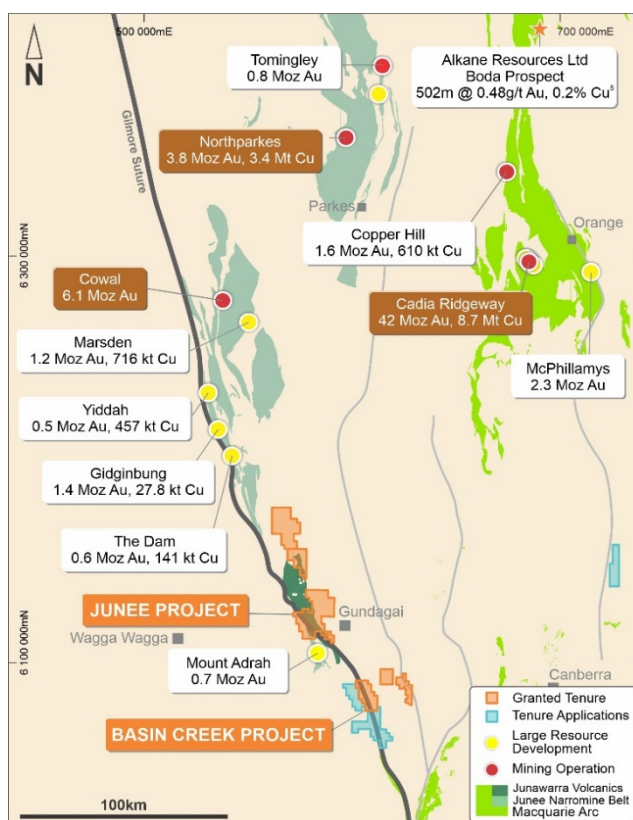 500 000mE
700 000mE
N
Gilmore Suture
Tomingley
0.8 Moz Au
Alkane Resources Ltd
Boda Prospect
502m @ 0.48g/t Au, 0.2% Cu⁵
Northparkes
3.8 Moz Au, 3.4 Mt Cu
Parkes
Copper Hill
1.6 Moz Au, 610 kt Cu
Orange
6 300 000mN
Cowal
6.1 Moz Au
Cadia Ridgeway
42 Moz Au, 8.7 Mt Cu
Marsden
1.2 Moz Au, 716 kt Cu
McPhillamys
2.3 Moz Au
Yiddah
0.5 Moz Au, 457 kt Cu
Gidginbung
1.4 Moz Au, 27.8 kt Cu
The Dam
0.6 Moz Au, 141 kt Cu
JUNEE PROJECT
Gundagai
Wagga Wagga
6 100 000mN
Mount Adrah
0.7 Moz Au
Canberra
BASIN CREEK PROJECT
Granted Tenure
Tenure Applications
Large Resource
Development
Mining Operation
Junawarra Volcanics
Junee Narromine Belt
Macquarie Arc
100km